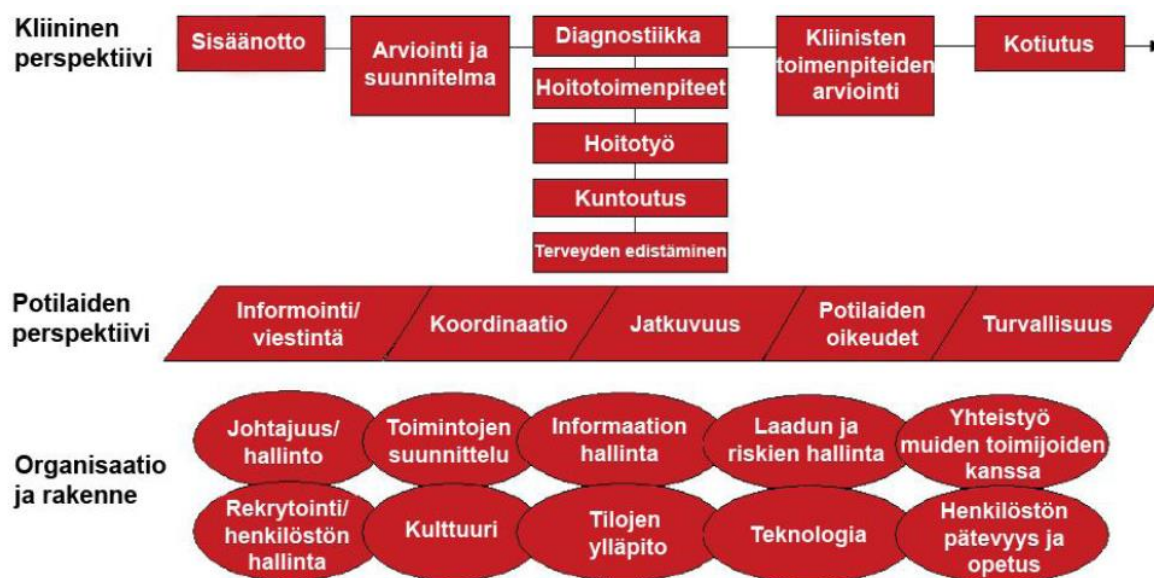 Kliininen
perspektiivi
Sisäänotto
Arviointi ja
suunnitelma
Diagnostiikka
Hoitotoimenpiteet
Hoitotyö
Kuntoutus
Terveyden edistäminen
Kliinisten
toimenpiteiden
arviointi
Kotiutus
Potilaiden
perspektiivi
Informointi/
viestintä
Koordinaatio
Jatkuvuus
Potilaiden
oikeudet
Turvallisuus
Organisaatio
ja rakenne
Johtajuus/
hallinto
Toimintojen
suunnittelu
Informaation
hallinta
Laadun ja
riskien hallinta
Yhteistyö
muiden toimijoiden
kanssa
Rekrytointi/
henkilöstön
hallinta
Kulttuuri
Tilojen
ylläpito
Teknologia
Henkilöstön
pätevyys ja
opetus